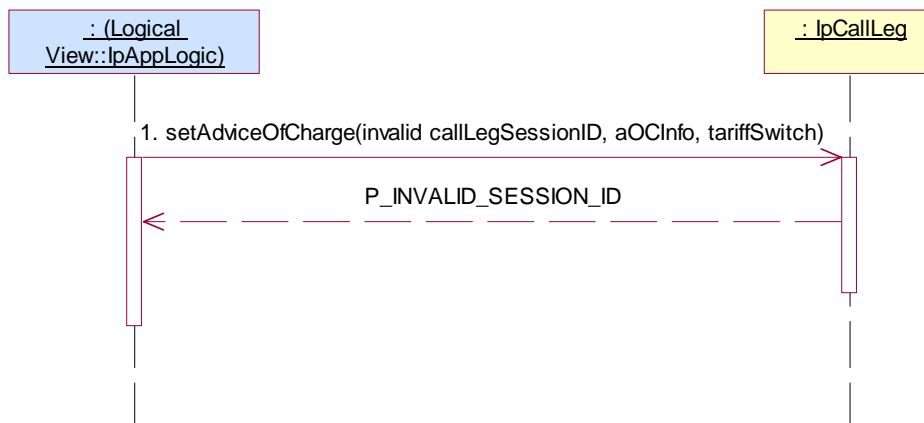 : (Logical
View::IpAppLogic)
: IpCallLeg
1. setAdviceOfCharge(invalid callLegSessionID, aOCInfo, tariffSwitch)
P_INVALID_SESSION_ID